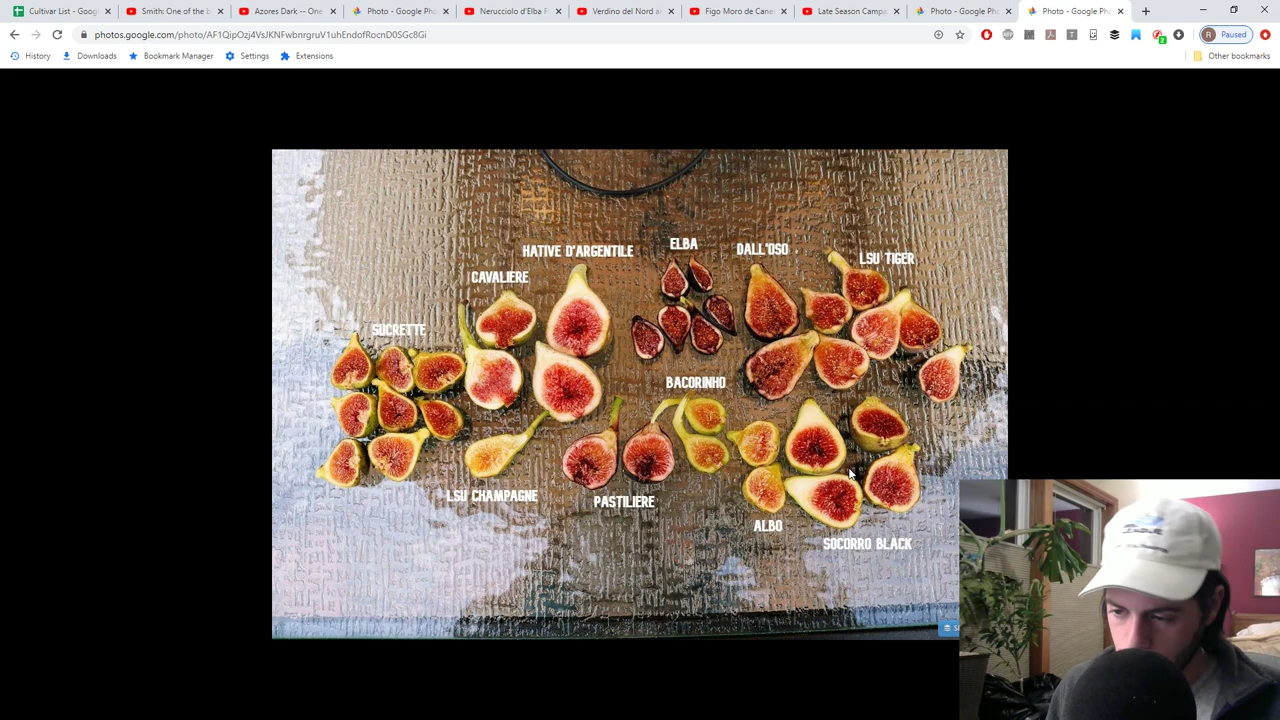 Cultivar List - Goog
Smith: One of the b
Azores Dark -- One
Photo - Google Pho
Nerucciolo d'Elba F
Verdino del Nord a
Figo Moro de Cane
Late Season Camp
Photo - Google Pho
Photo - Google Pho
photos.google.com/photo/AF1QipOzj4VsJKNFwbnrgruV1uhEndofRocnD0SGc8Gi
R Paused
History
Downloads
Bookmark Manager
Settings
Extensions
Other bookmarks
ELBA
HATIVE D'ARGENTILE
DALL'OSO
LSU TIGER
CAVALIERE
SUCRETTE
BACORINHO
LSU CHAMPAGNE
PASTILIERE
ALBO
SOCORRO BLACK